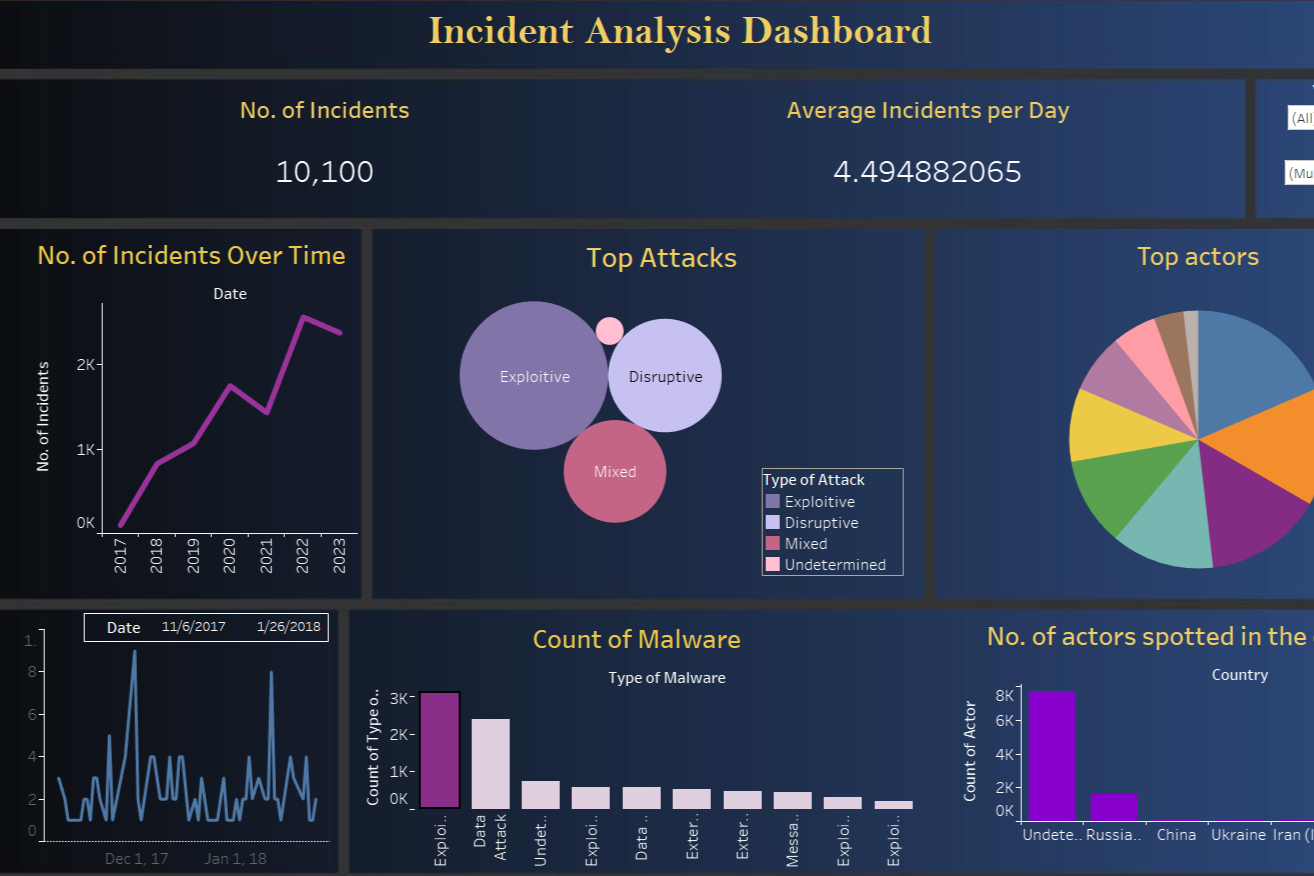 Incident Analysis Dashboard
No. of Incidents
Average Incidents per Day
10,100
4.494882065
(All
(Mu
No. of Incidents Over Time
Date
No. of Incidents
2K
1K
0K
2017
2018
2019
2020
2021
2022
2023
Top Attacks
Exploitive
Disruptive
Mixed
Type of Attack
Exploitive
Disruptive
Mixed
Undetermined
Top actors
Date 11/6/2017 1/26/2018
1.
8
6
4
2
0
Dec 1, 17
Jan 1, 18
Count of Malware
Type of Malware
Count of Type o..
3K
2K
1K
0K
Exploi..
Data
Attack
Undet..
Exploi..
Data ..
Exter..
Exter..
Messa..
Exploi..
Exploi..
No. of actors spotted in the
Country
Count of Actor
8K
6K
4K
2K
0K
Undete..
Russia..
China
Ukraine
Iran (I